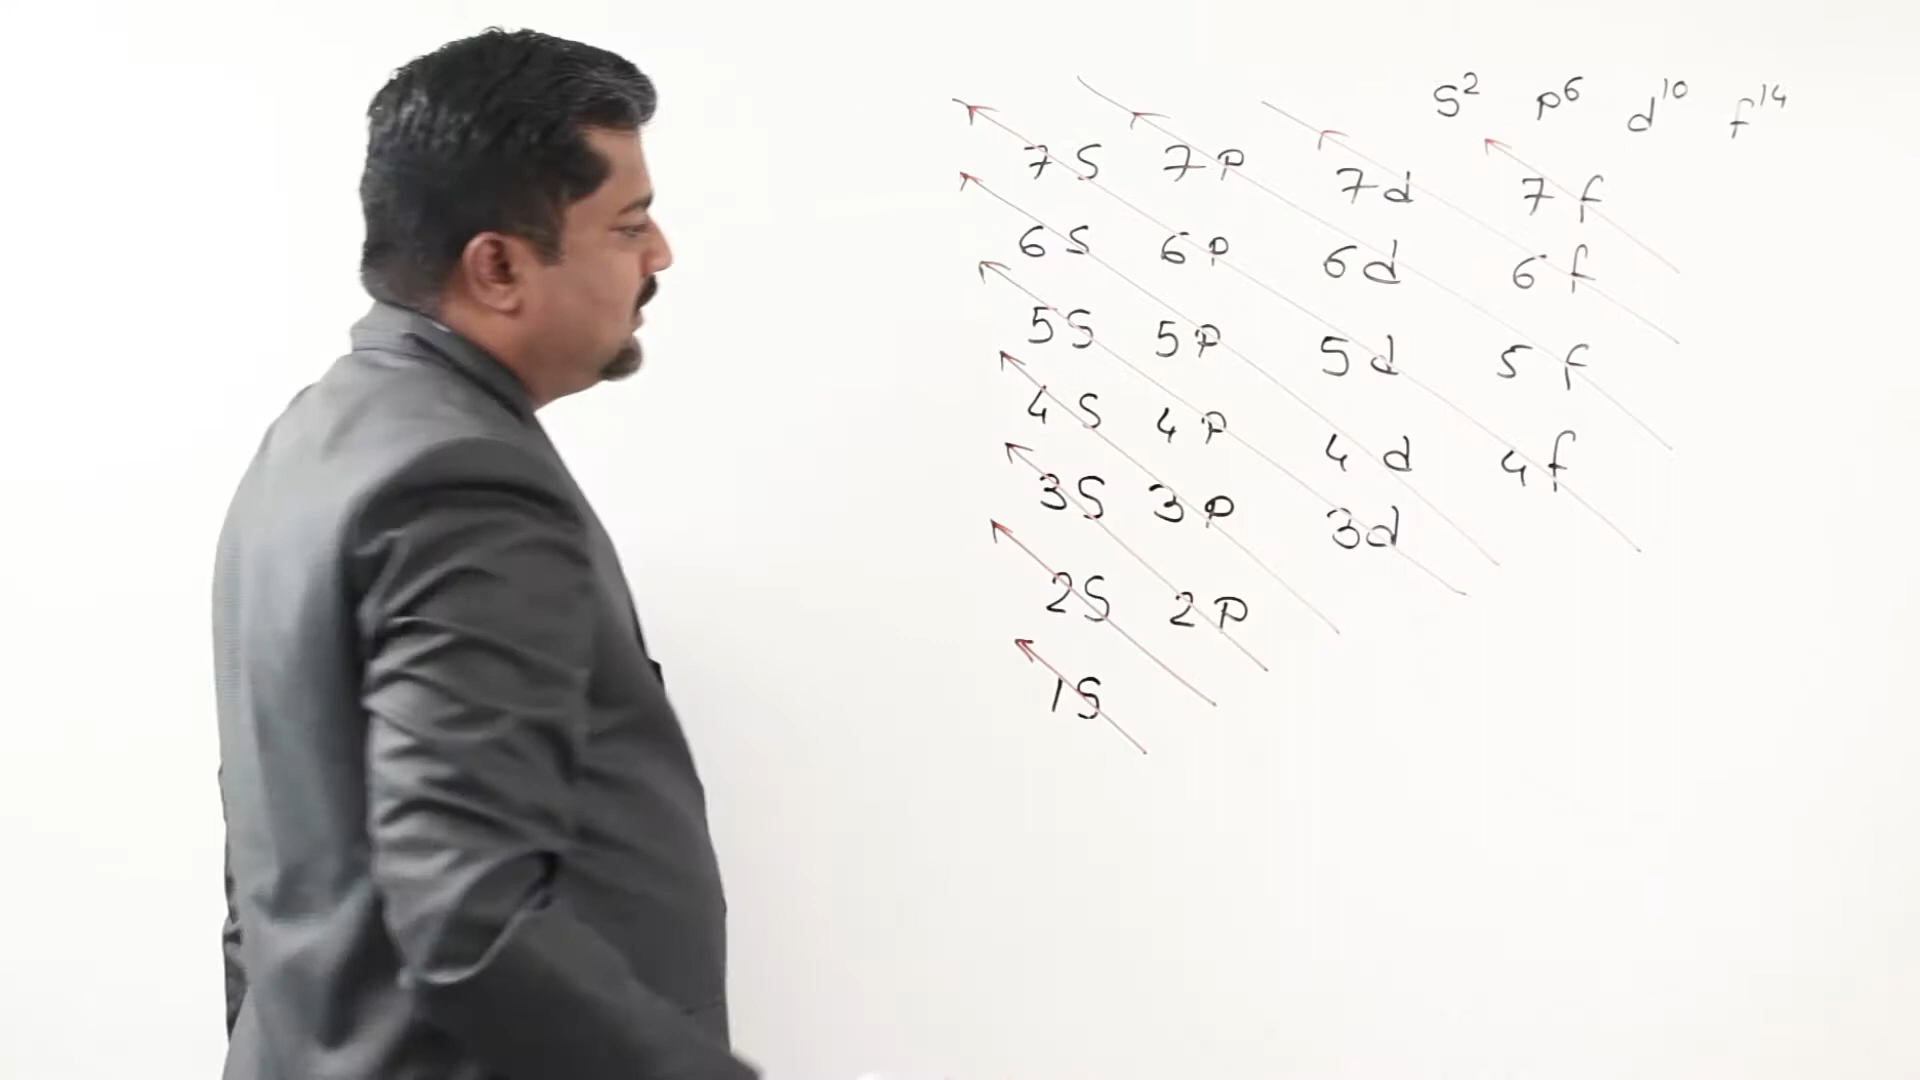 S² p⁶ d¹⁰ f¹⁴
7S 7P 7d 7f
6S 6P 6d 6f
5S 5P 5d 5f
4S 4P 4d 4f
3S 3P 3d
2S 2P
1S